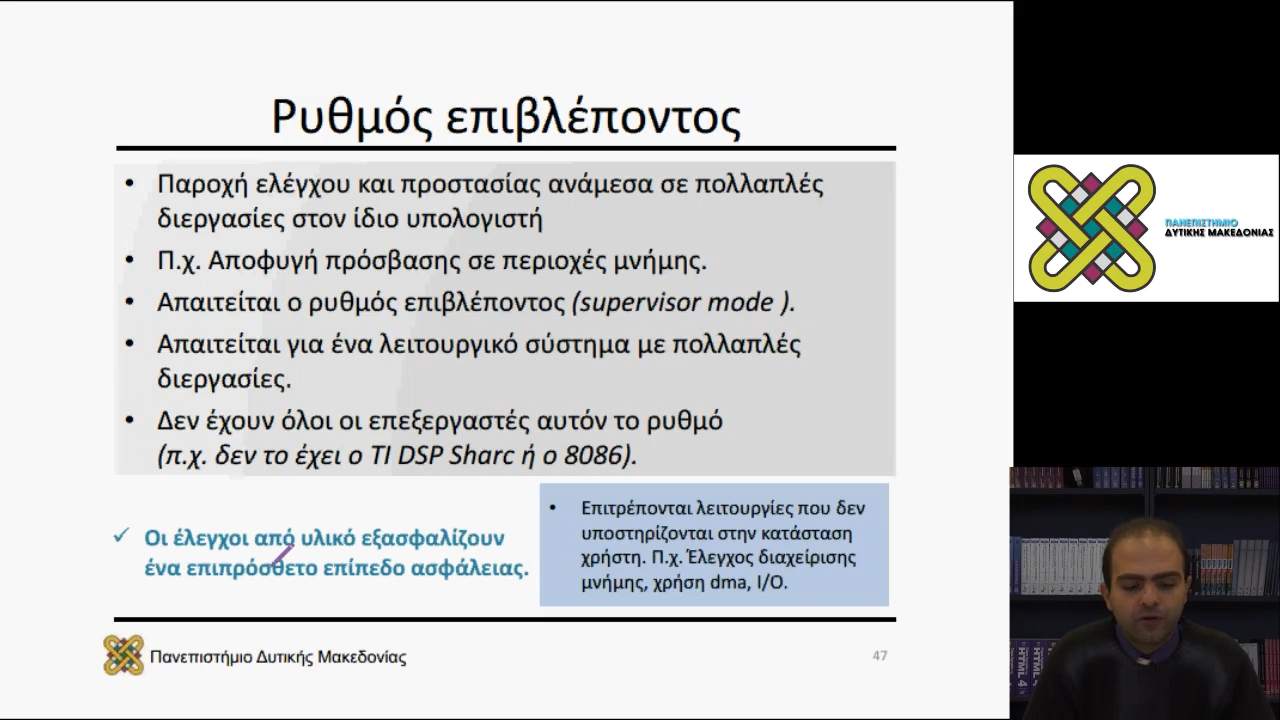 Ρυθμός επιβλέποντος
• Παροχή ελέγχου και προστασίας ανάμεσα σε πολλαπλές
διεργασίες στον ίδιο υπολογιστή
• Π.χ. Αποφυγή πρόσβασης σε περιοχές μνήμης.
• Απαιτείται ο ρυθμός επιβλέποντος (supervisor mode ).
• Απαιτείται για ένα λειτουργικό σύστημα με πολλαπλές
διεργασίες.
• Δεν έχουν όλοι οι επεξεργαστές αυτόν το ρυθμό
(π.χ. δεν το έχει ο TI DSP Sharc ή ο 8086).
✓ Οι έλεγχοι από υλικό εξασφαλίζουν
ένα επιπρόσθετο επίπεδο ασφάλειας.
• Επιτρέπονται λειτουργίες που δεν
υποστηρίζονται στην κατάσταση
χρήστη. Π.χ. Έλεγχος διαχείρισης
μνήμης, χρήση dma, I/O.
Πανεπιστήμιο Δυτικής Μακεδονίας
47
ΠΑΝΕΠΙΣΤΗΜΙΟ
ΔΥΤΙΚΗΣ ΜΑΚΕΔΟΝΙΑΣ
HTML 4